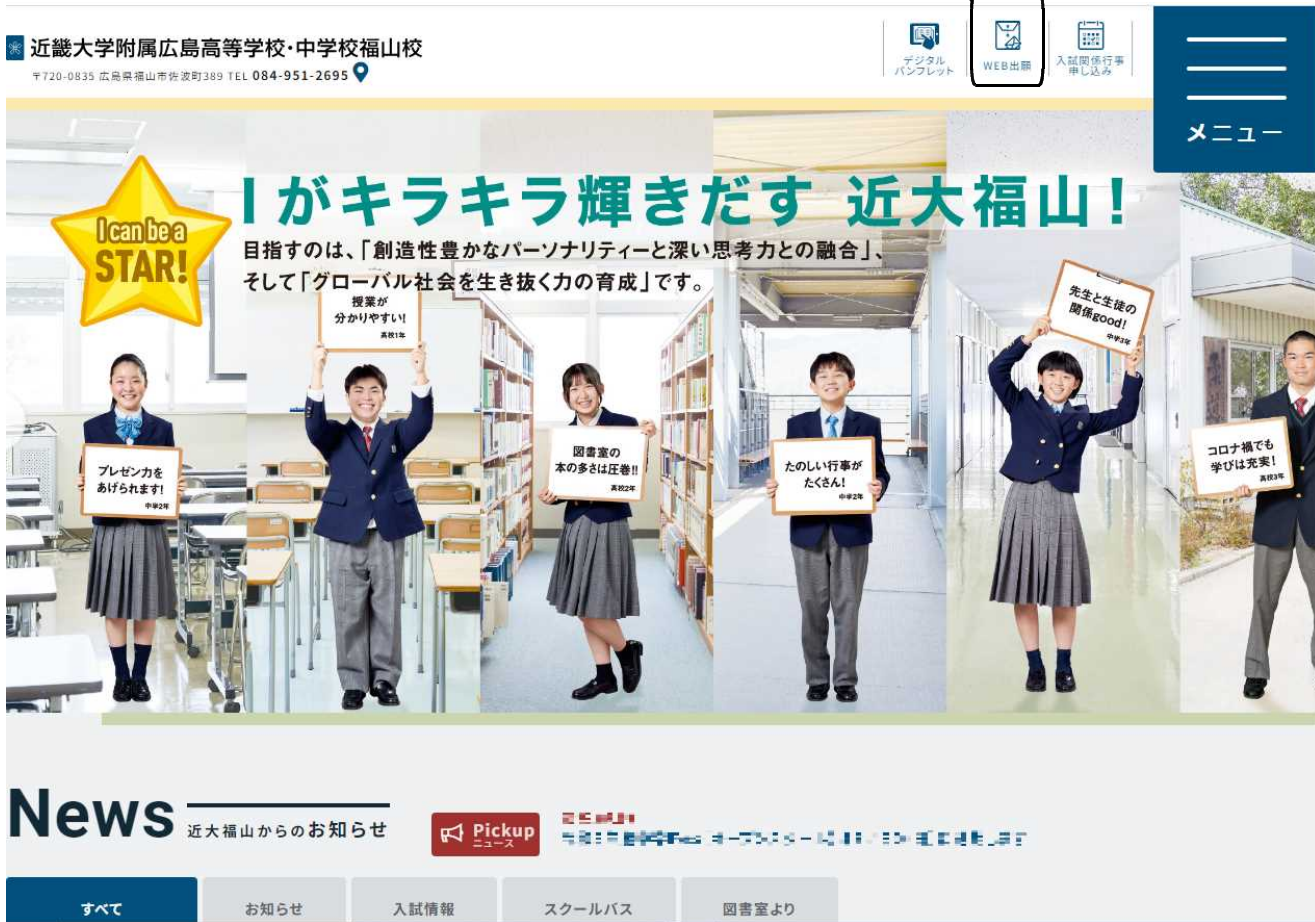 近畿大学附属広島高等学校・中学校福山校
〒720-0835 広島県福山市佐波町389 TEL 084-951-2695
デジタル
パンフレット
WEB出願
入試関係行事
申し込み
メニュー
I can be a
STAR!
Iがキラキラ輝きだす 近大福山!
目指すのは、「創造性豊かなパーソナリティーと深い思考力との融合」、
そして「グローバル社会を生き抜く力の育成」です。
授業が
分かりやすい!
高校1年
先生と生徒の
関係good!
中学3年
プレゼン力を
あげられます!
中学2年
図書室の
本の多さは圧巻!!
高校2年
たのしい行事が
たくさん!
中学2年
コロナ禍でも
学びは充実!
高校3年
News 近大福山からのお知らせ
Pickup
ニュース
すべて
お知らせ
入試情報
スクールバス
図書室より